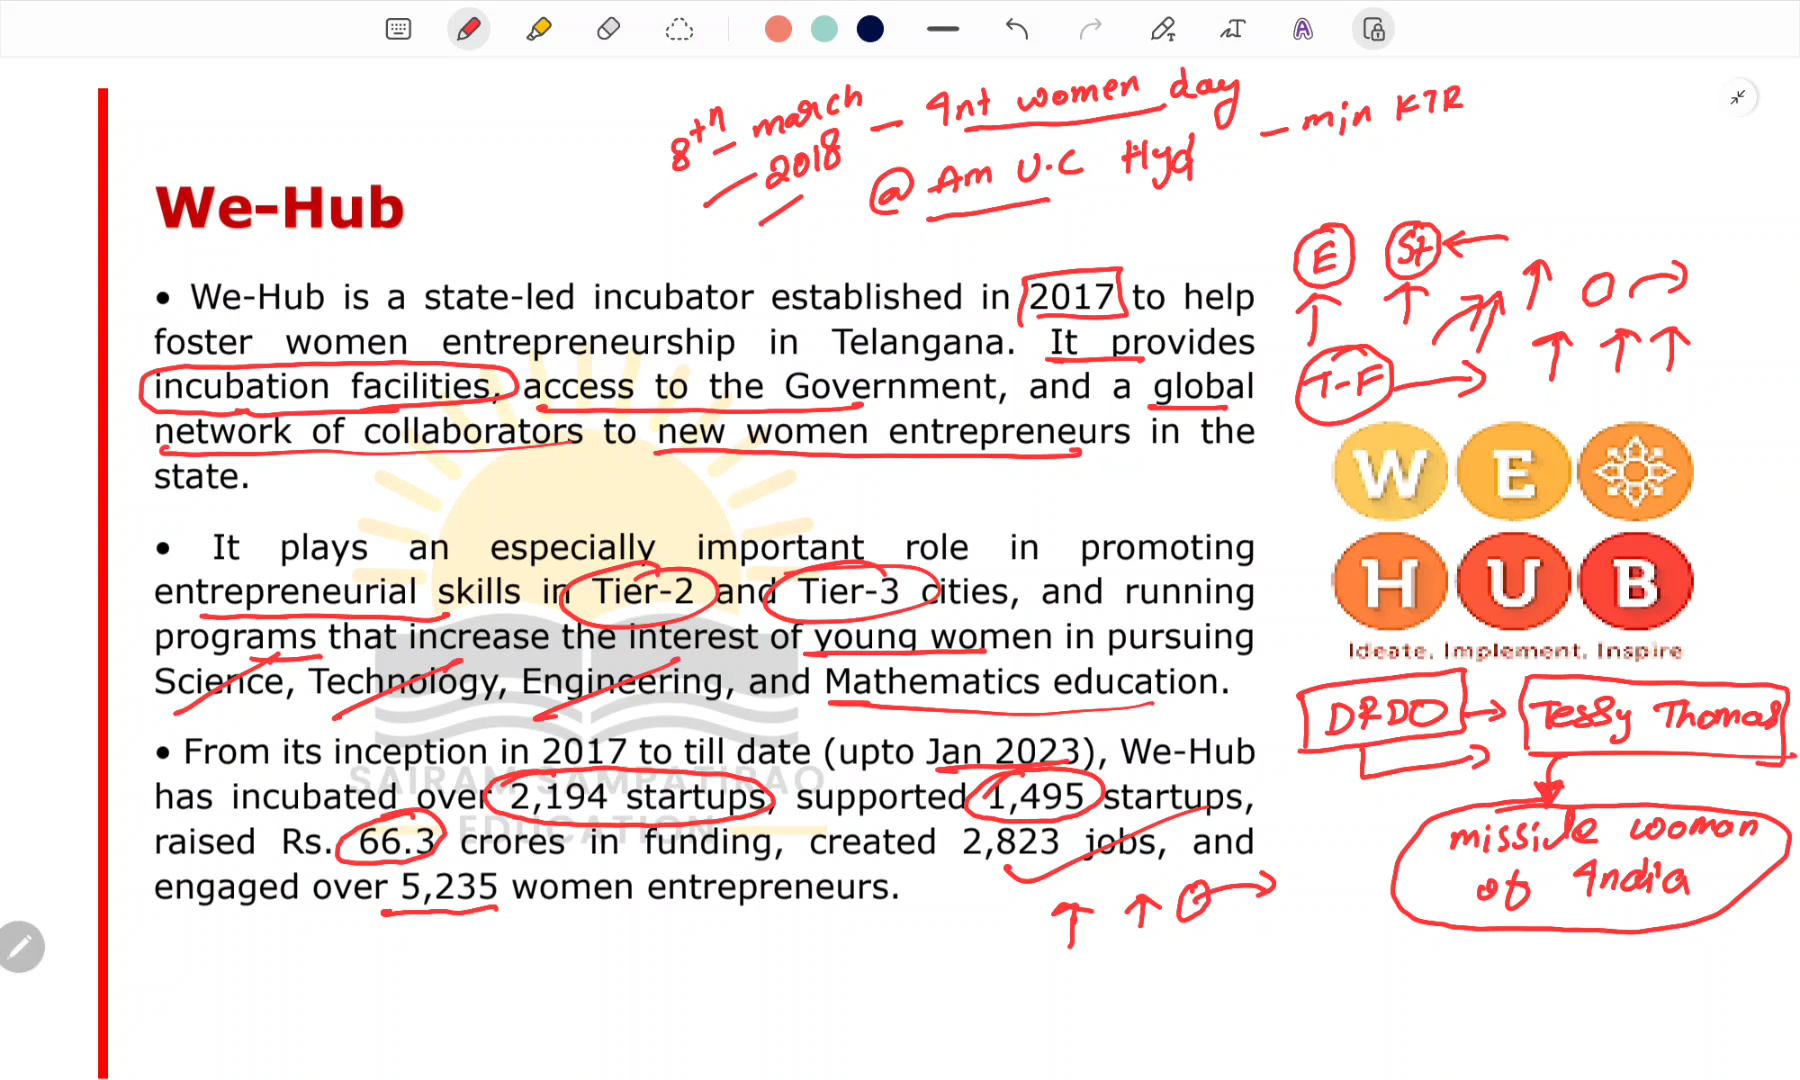 8th march
2018 - Int women day
@ Am U.C Hyd - min KTR
We-Hub
• We-Hub is a state-led incubator established in 2017 to help
foster women entrepreneurship in Telangana. It provides
incubation facilities, access to the Government, and a global
network of collaborators to new women entrepreneurs in the
state.
• It plays an especially important role in promoting
entrepreneurial skills in Tier-2 and Tier-3 cities, and running
programs that increase the interest of young women in pursuing
Science, Technology, Engineering, and Mathematics education.
• From its inception in 2017 to till date (upto Jan 2023), We-Hub
has incubated over 2,194 startups, supported 1,495 startups,
raised Rs. 66.3 crores in funding, created 2,823 jobs, and
engaged over 5,235 women entrepreneurs.
SAIRAM SAMPATIRAO
EDUCATION
E St
T-F
W E
H U B
Ideate. Implement. Inspire
DRDO → Tessy Thomas
missile woman
of India